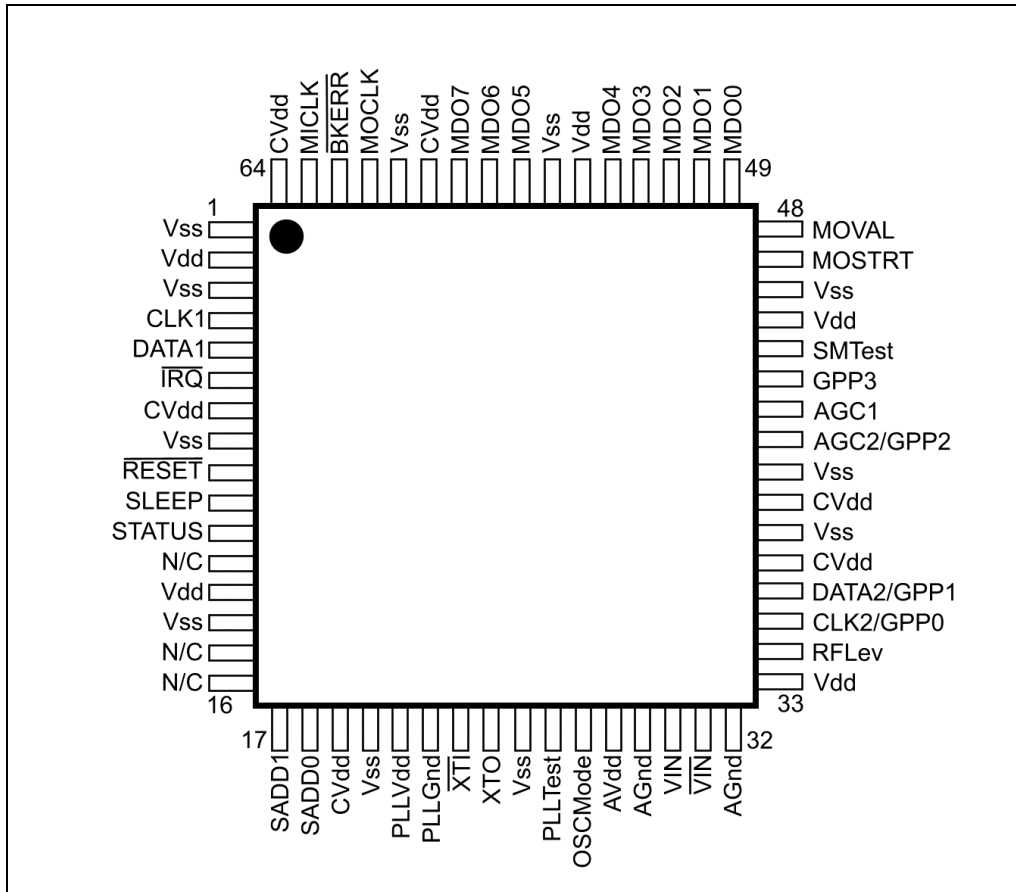 CVdd
MICLK
BKERR
MOCLK
Vss
CVdd
MDO7
MDO6
MDO5
Vss
Vdd
MDO4
MDO3
MDO2
MDO1
MDO0
64
49
1
48
Vss
MOVAL
Vdd
MOSTRT
Vss
Vss
CLK1
Vdd
DATA1
SMTest
IRQ
GPP3
CVdd
AGC1
Vss
AGC2/GPP2
RESET
Vss
SLEEP
CVdd
STATUS
Vss
N/C
CVdd
Vdd
DATA2/GPP1
Vss
CLK2/GPP0
N/C
RFLev
N/C
Vdd
16
33
17
32
SADD1
SADD0
CVdd
Vss
PLLVdd
PLLGnd
XTI
XTO
Vss
PLLTest
OSCMode
AVdd
AGnd
VIN
VIN
AGnd